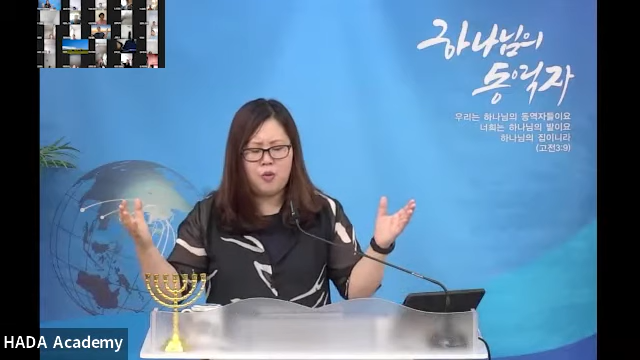 하나님의
동역자
우리는 하나님의 동역자들이요
너희는 하나님의 밭이요
하나님의 집이니라
(고전3:9)
HADA Academy